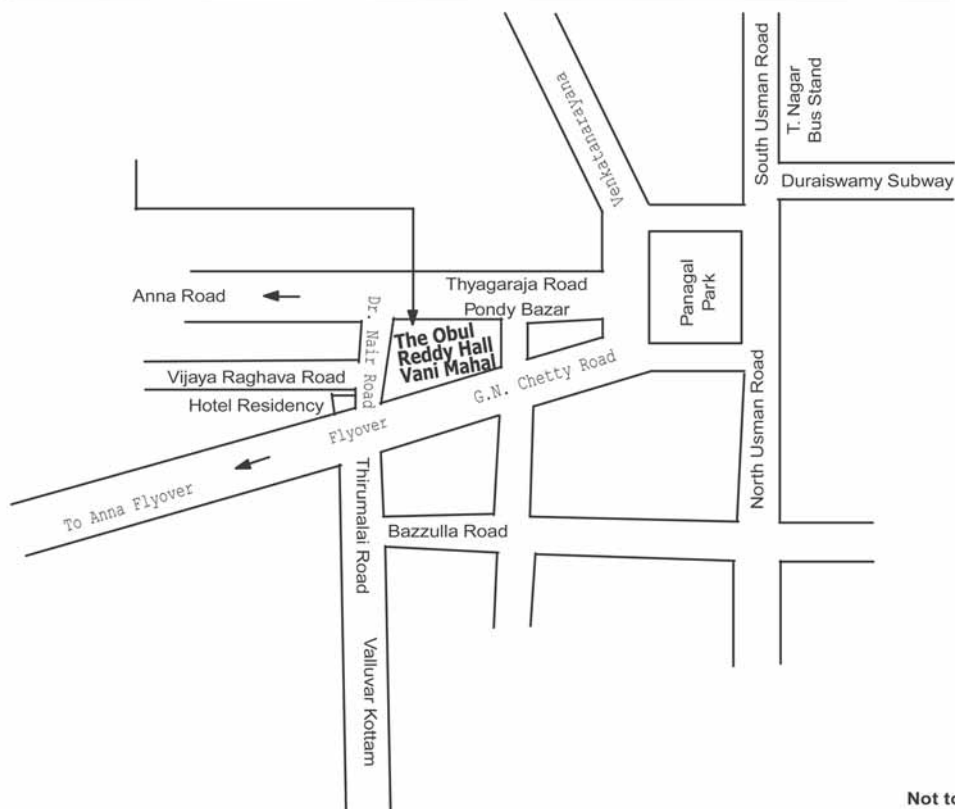 South Usman Road
T. Nagar
Bus Stand
Venkatanarayana
Duraiswamy Subway
Thyagaraja Road
Anna Road
Pondy Bazar
Panagal
Park
Dr. Nair Road
The Obul
Reddy Hall
Vani Mahal
Vijaya Raghava Road
G.N. Chetty Road
Hotel Residency
Flyover
North Usman Road
To Anna Flyover
Thirumalai Road
Bazzulla Road
Valluvar Kottam
Not to